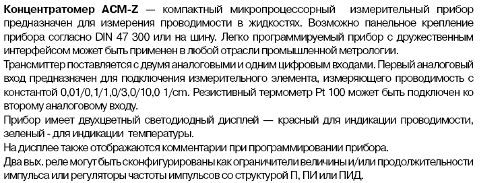 Концентратомер ACM-Z — компактный микропроцессорный измерительный прибор
предназначен для измерения проводимости в жидкостях. Возможно панельное крепление
прибора согласно DIN 47 300 или на шину. Легко программируемый прибор с дружественным
интерфейсом может быть применен в любой отрасли промышленной метрологии.
Трансмиттер поставляется с двумя аналоговыми и одним цифровым входами. Первый аналоговый
вход предназначен для подключения измерительного элемента, измеряющего проводимость с
константой 0,01/0,1/1,0/3,0/10,0 1/cm. Резистивный термометр Pt 100 может быть подключен ко
второму аналоговому входу.
Прибор имеет двухцветный светодиодный дисплей — красный для индикации проводимости,
зеленый - для индикации температуры.
На дисплее также отображаются комментарии при программировании прибора.
Два вых. реле могут быть сконфигурированы как ограничители величины и/или продолжительности
импульса или регуляторы частоты импульсов со структурой П, ПИ или ПИД.